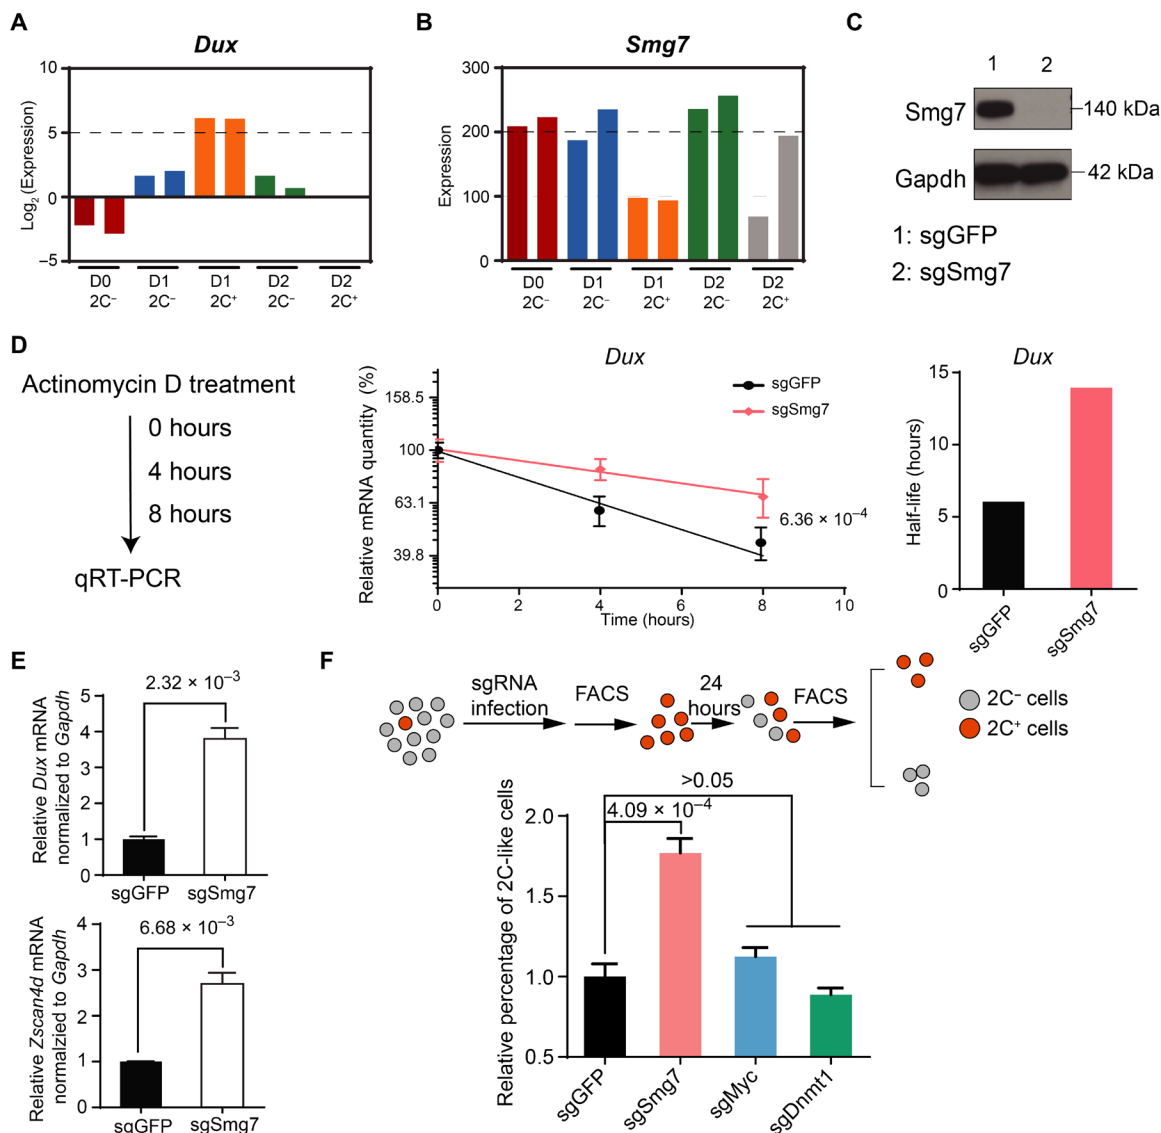 A
Dux
Log2 (Expression)
10
5
0
–5
D0 D1 D1 D2 D2
2C– 2C– 2C+ 2C– 2C+
B
Smg7
Expression
300
200
100
0
D0 D1 D1 D2 D2
2C– 2C– 2C+ 2C– 2C+
C
1 2
Smg7 140 kDa
Gapdh 42 kDa
1: sgGFP
2: sgSmg7
D
Actinomycin D treatment
0 hours
4 hours
8 hours
qRT-PCR
Dux
Relative mRNA quantity (%)
158.5
100
63.1
39.8
sgGFP
sgSmg7
6.36 × 10–4
0 2 4 6 8 10
Time (hours)
Dux
Half-life (hours)
15
10
5
0
sgGFP
sgSmg7
E
Relative Dux mRNA
normalized to Gapdh
2.32 × 10–3
5
4
3
2
1
0
sgGFP sgSmg7
Relative Zscan4d mRNA
normalzied to Gapdh
6.68 × 10–3
4
3
2
1
0
sgGFP sgSmg7
F
sgRNA
infection
FACS
24
hours
FACS
2C– cells
2C+ cells
Relative percentage of 2C-like cells
>0.05
4.09 × 10–4
2.0
1.5
1.0
0.5
sgGFP
sgSmg7
sgMyc
sgDnmt1